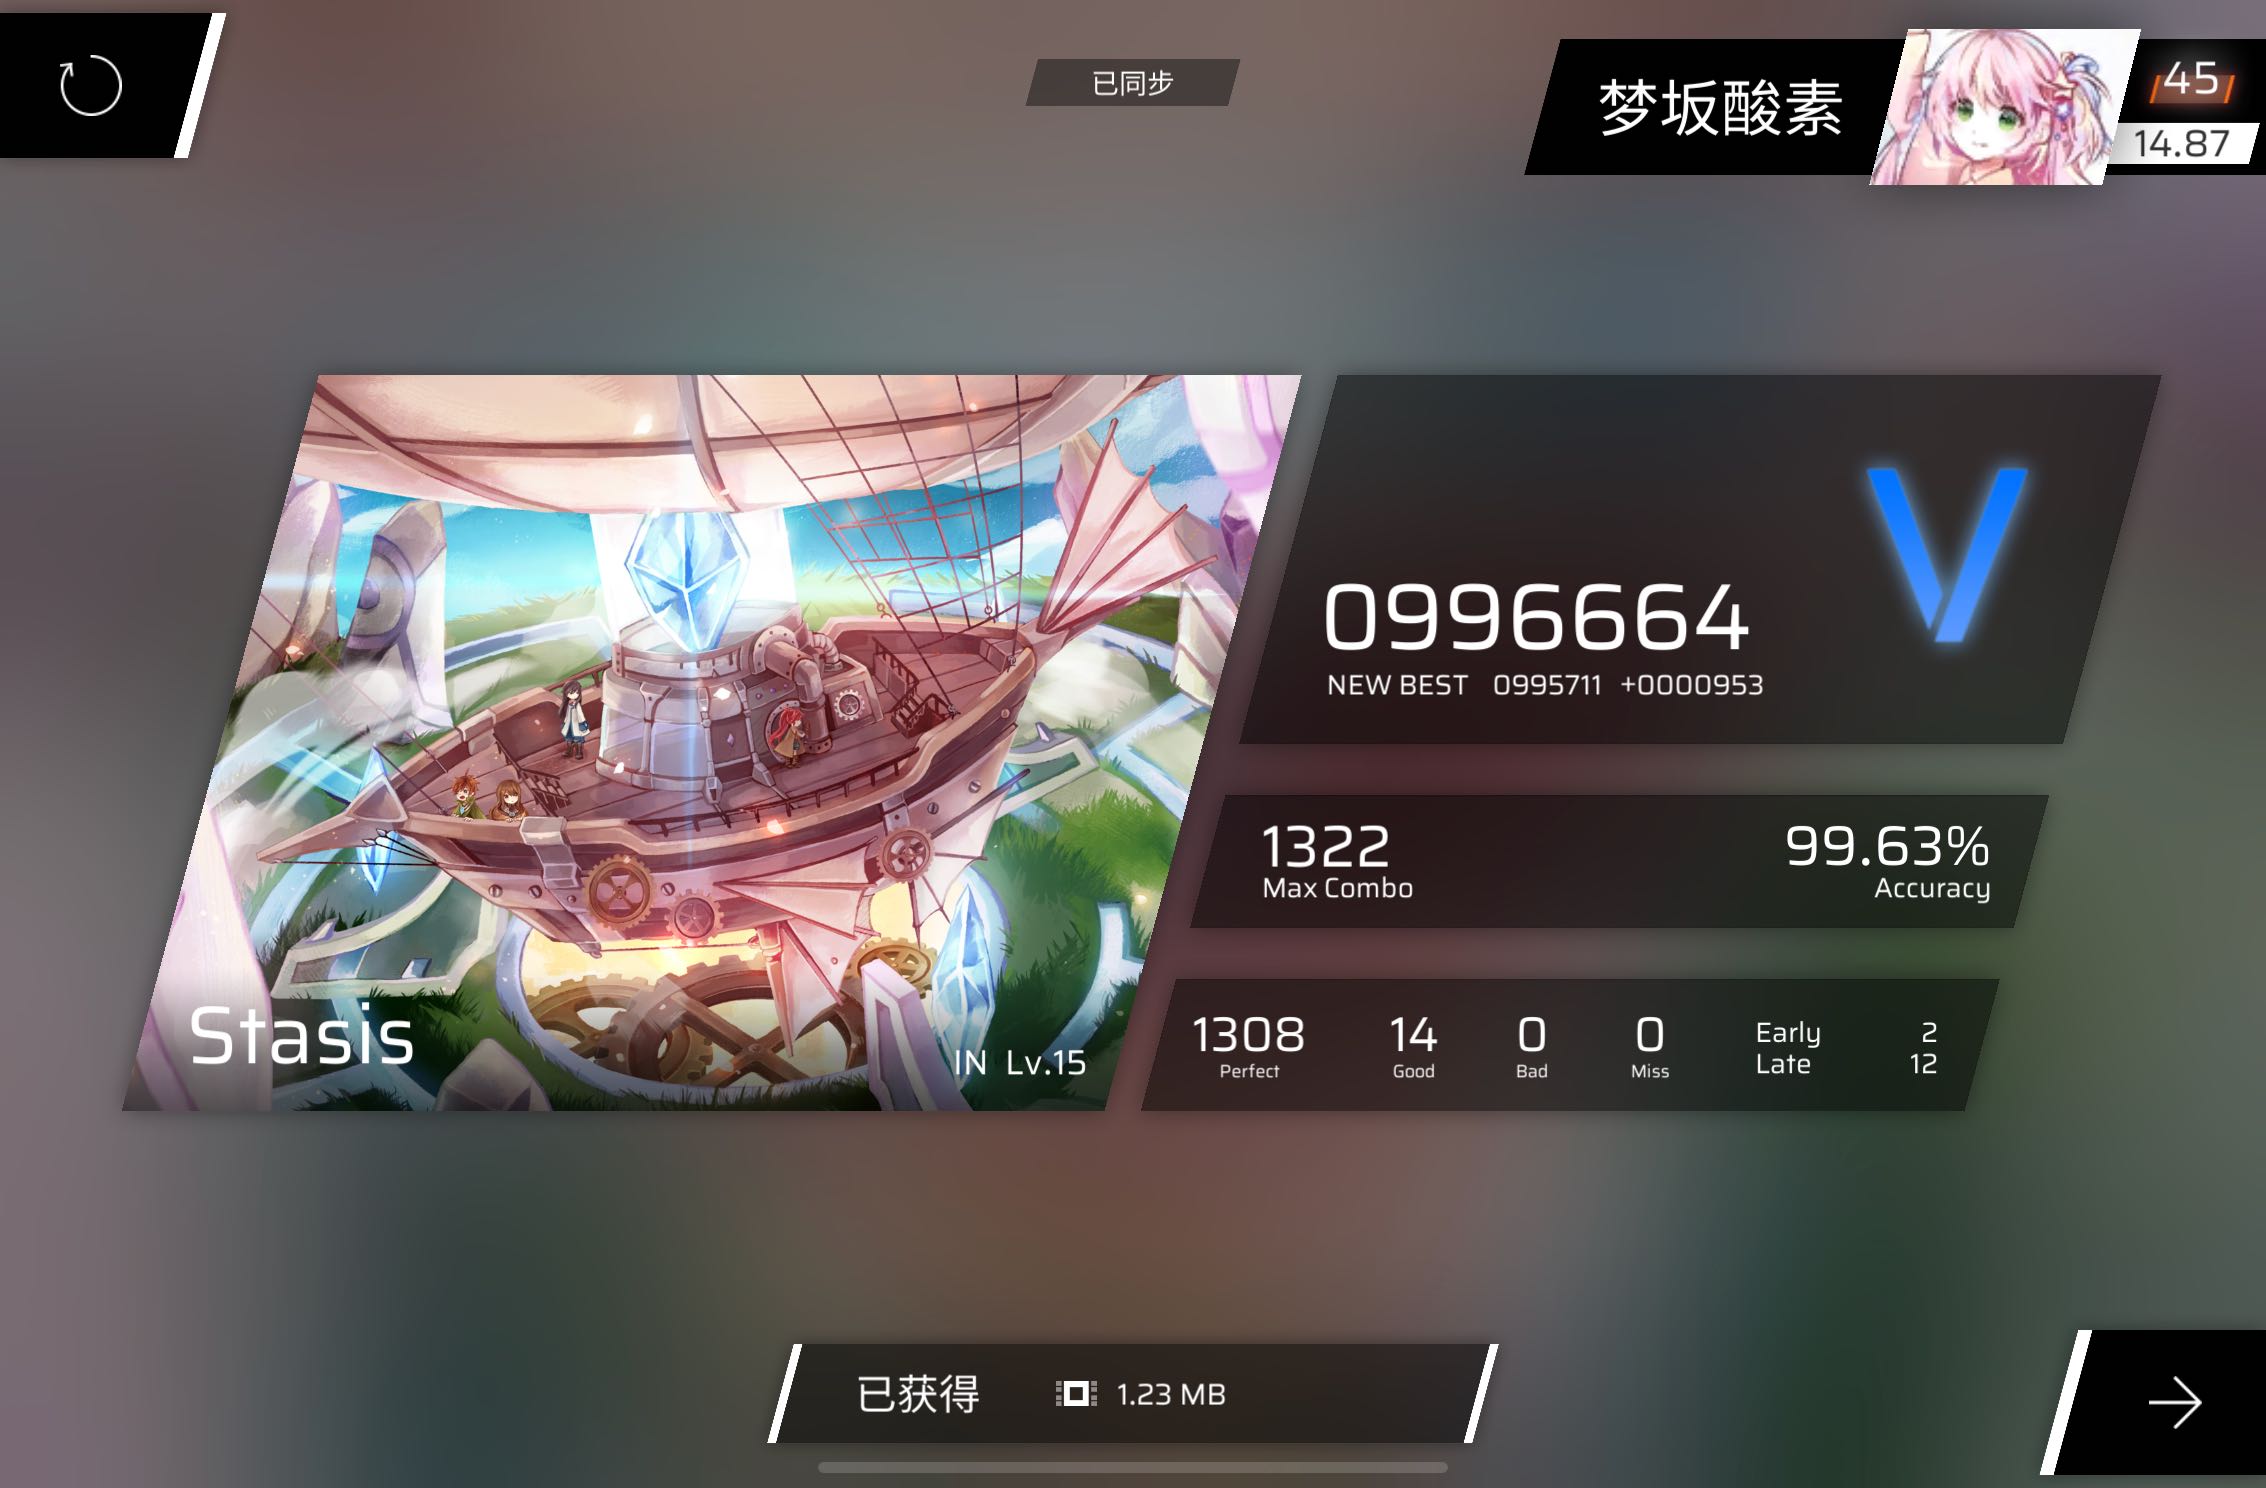 已同步
梦坂酸素
45
14.87
0996664
V
NEW BEST 0995711 +0000953
1322
Max Combo
99.63%
Accuracy
Stasis
IN Lv.15
1308
Perfect
14
Good
0
Bad
0
Miss
Early 2
Late 12
已获得 1.23 MB